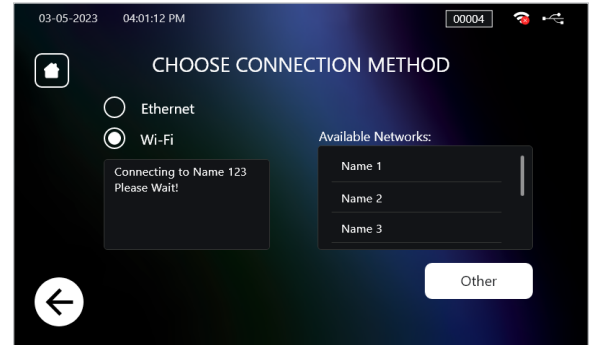 03-05-2023 04:01:12 PM 00004
CHOOSE CONNECTION METHOD
Ethernet
Wi-Fi
Connecting to Name 123
Please Wait!
Available Networks:
Name 1
Name 2
Name 3
Other